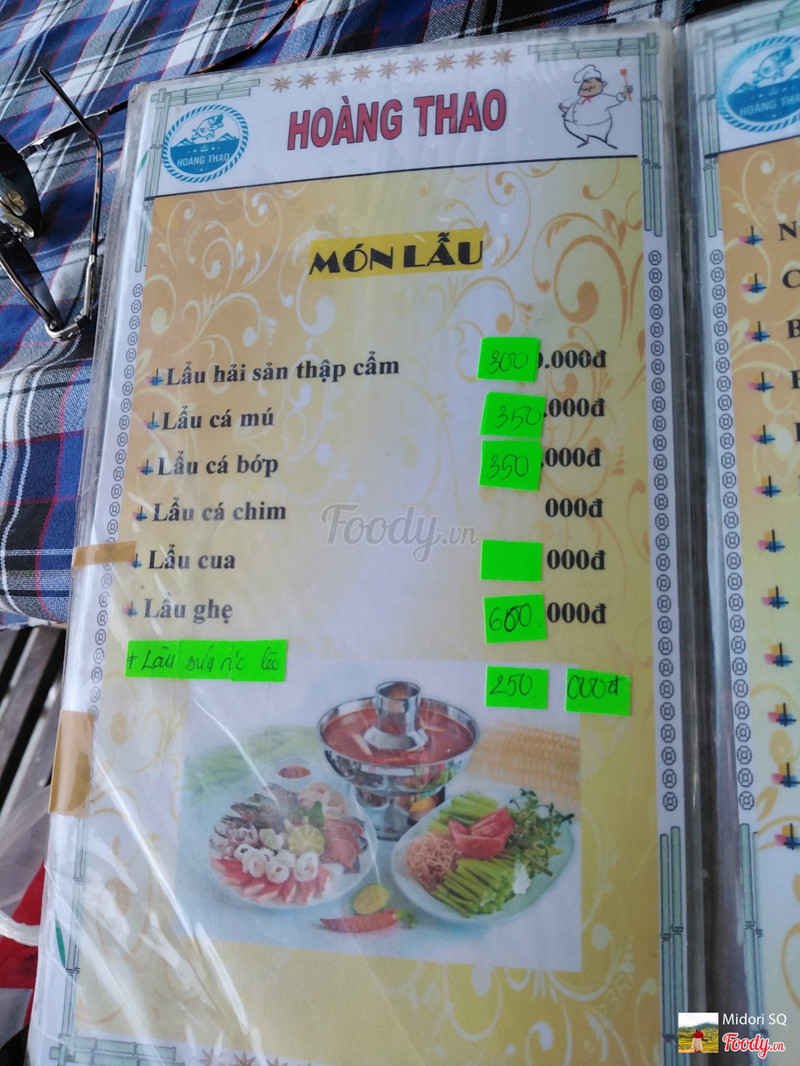 HOÀNG THAO
HOÀNG THAO
MÓN LẨU
Lẩu hải sản thập cẩm 300.000đ
Lẩu cá mú 350.000đ
Lẩu cá bớp 350.000đ
Lẩu cá chim 000đ
Lẩu cua 000đ
Lẩu ghẹ 600.000đ
+ Lẩu 250.000đ
HOÀNG THAO
N
C
B
Foody.vn
Midori SQ
Foody.vn